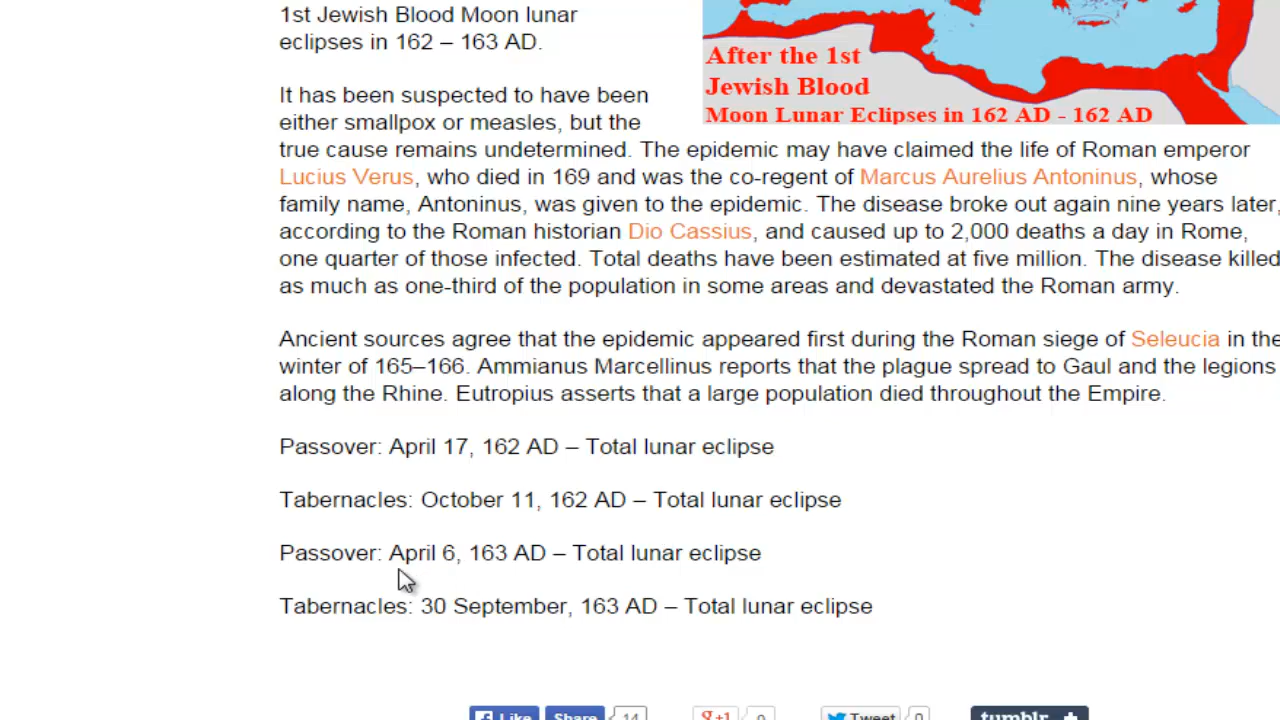 1st Jewish Blood Moon lunar
eclipses in 162 – 163 AD.
After the 1st
Jewish Blood
Moon Lunar Eclipses in 162 AD - 162 AD
It has been suspected to have been
either smallpox or measles, but the
true cause remains undetermined. The epidemic may have claimed the life of Roman emperor
Lucius Verus, who died in 169 and was the co-regent of Marcus Aurelius Antoninus, whose
family name, Antoninus, was given to the epidemic. The disease broke out again nine years later,
according to the Roman historian Dio Cassius, and caused up to 2,000 deaths a day in Rome,
one quarter of those infected. Total deaths have been estimated at five million. The disease killed
as much as one-third of the population in some areas and devastated the Roman army.
Ancient sources agree that the epidemic appeared first during the Roman siege of Seleucia in the
winter of 165–166. Ammianus Marcellinus reports that the plague spread to Gaul and the legions
along the Rhine. Eutropius asserts that a large population died throughout the Empire.
Passover: April 17, 162 AD – Total lunar eclipse
Tabernacles: October 11, 162 AD – Total lunar eclipse
Passover: April 6, 163 AD – Total lunar eclipse
Tabernacles: 30 September, 163 AD – Total lunar eclipse
Like Share 14 g+1 0 Tweet 0 tumblr. +